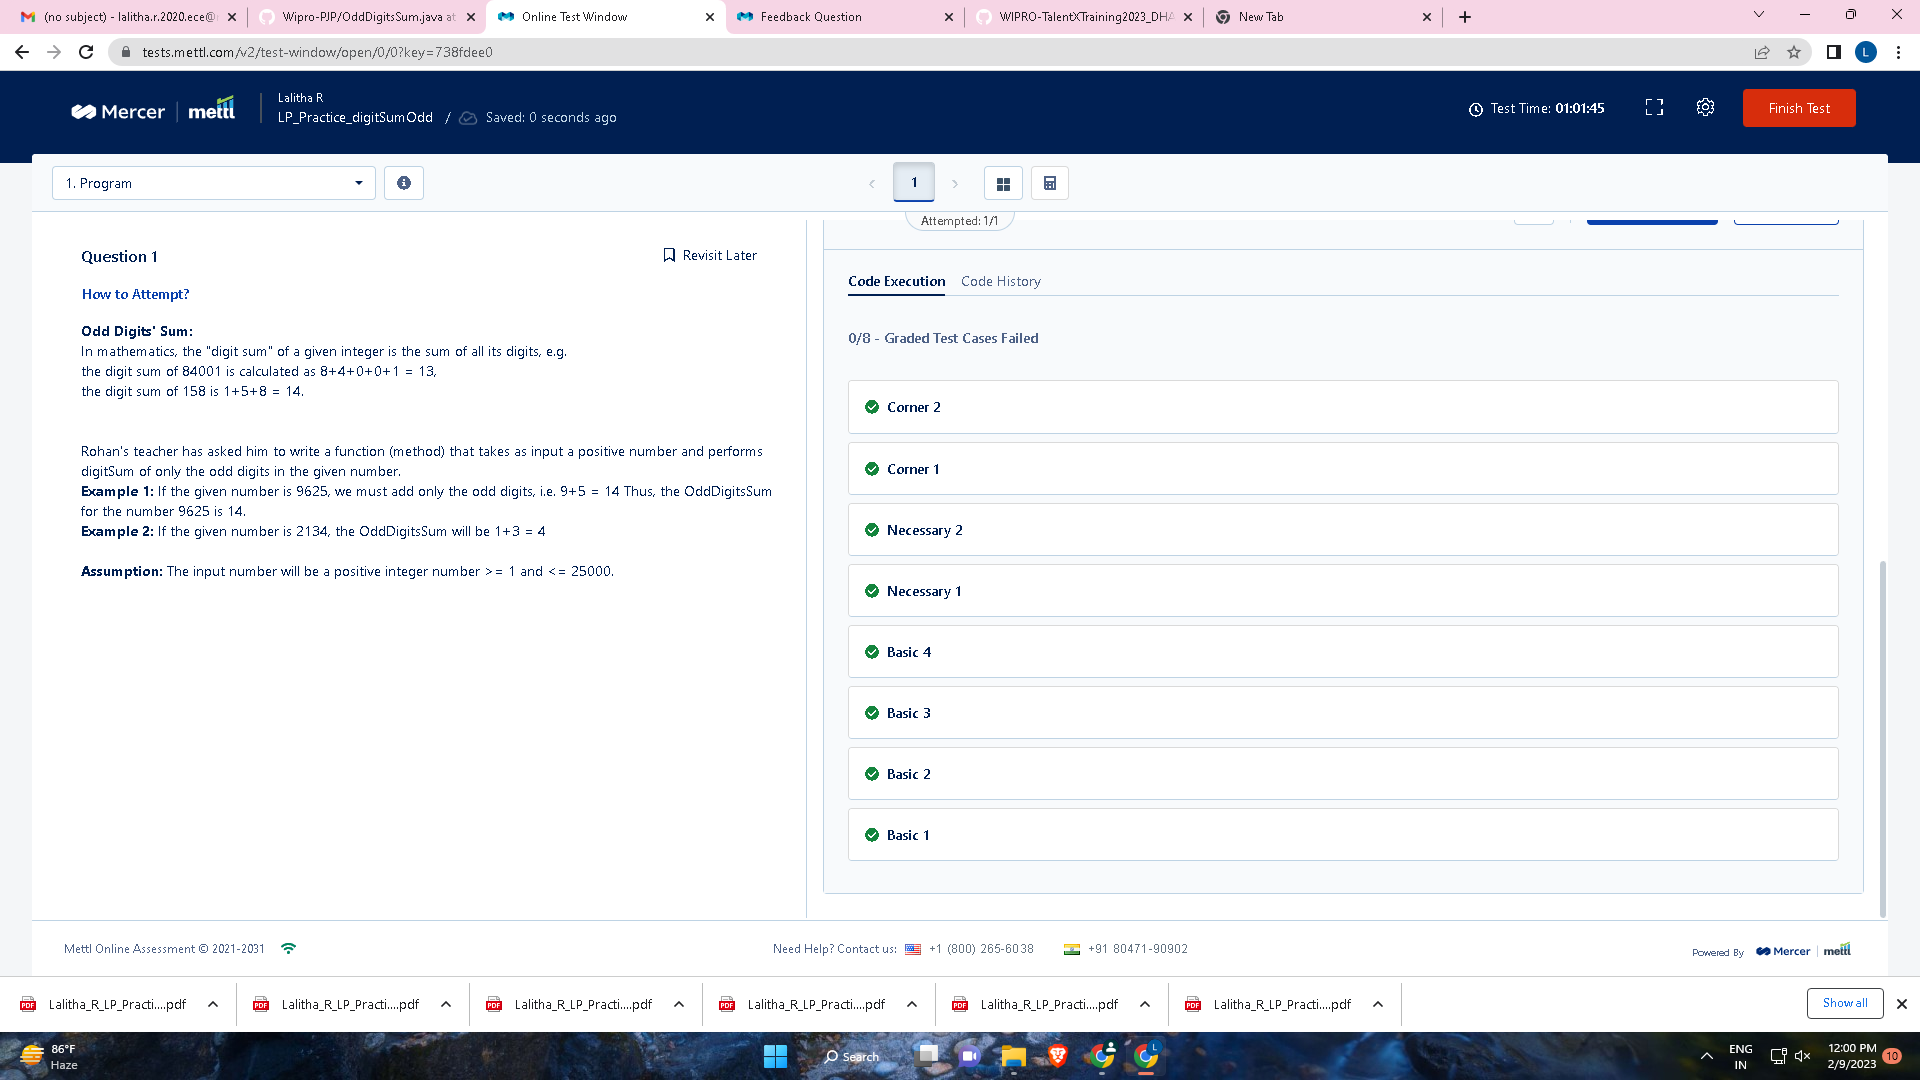 (no subject) - lalitha.r.2020.ece@
Wipro-PJP/OddDigitsSum.java at
Online Test Window
Feedback Question
WIPRO-TalentXTraining2023_DHA
New Tab
tests.mettl.com/v2/test-window/open/0/0?key=738fdee0
L
Mercer | mettl
Lalitha R
LP_Practice_digitSumOdd / Saved: 0 seconds ago
Test Time: 01:01:45
Finish Test
1. Program
1
Attempted: 1/1
Question 1
Revisit Later
How to Attempt?
Odd Digits' Sum:
In mathematics, the "digit sum" of a given integer is the sum of all its digits, e.g.
the digit sum of 84001 is calculated as 8+4+0+0+1 = 13,
the digit sum of 158 is 1+5+8 = 14.
Rohan's teacher has asked him to write a function (method) that takes as input a positive number and performs
digitSum of only the odd digits in the given number.
Example 1: If the given number is 9625, we must add only the odd digits, i.e. 9+5 = 14 Thus, the OddDigitsSum
for the number 9625 is 14.
Example 2: If the given number is 2134, the OddDigitsSum will be 1+3 = 4
Assumption: The input number will be a positive integer number >= 1 and <= 25000.
Code Execution
Code History
0/8 - Graded Test Cases Failed
Corner 2
Corner 1
Necessary 2
Necessary 1
Basic 4
Basic 3
Basic 2
Basic 1
Mettl Online Assessment © 2021-2031
Need Help? Contact us: +1 (800) 265-6038 +91 80471-90902
Powered By Mercer | mettl
Lalitha_R_LP_Practi....pdf
Lalitha_R_LP_Practi....pdf
Lalitha_R_LP_Practi....pdf
Lalitha_R_LP_Practi....pdf
Lalitha_R_LP_Practi....pdf
Lalitha_R_LP_Practi....pdf
Show all
86°F
Haze
Search
ENG
IN
12:00 PM
2/9/2023
10